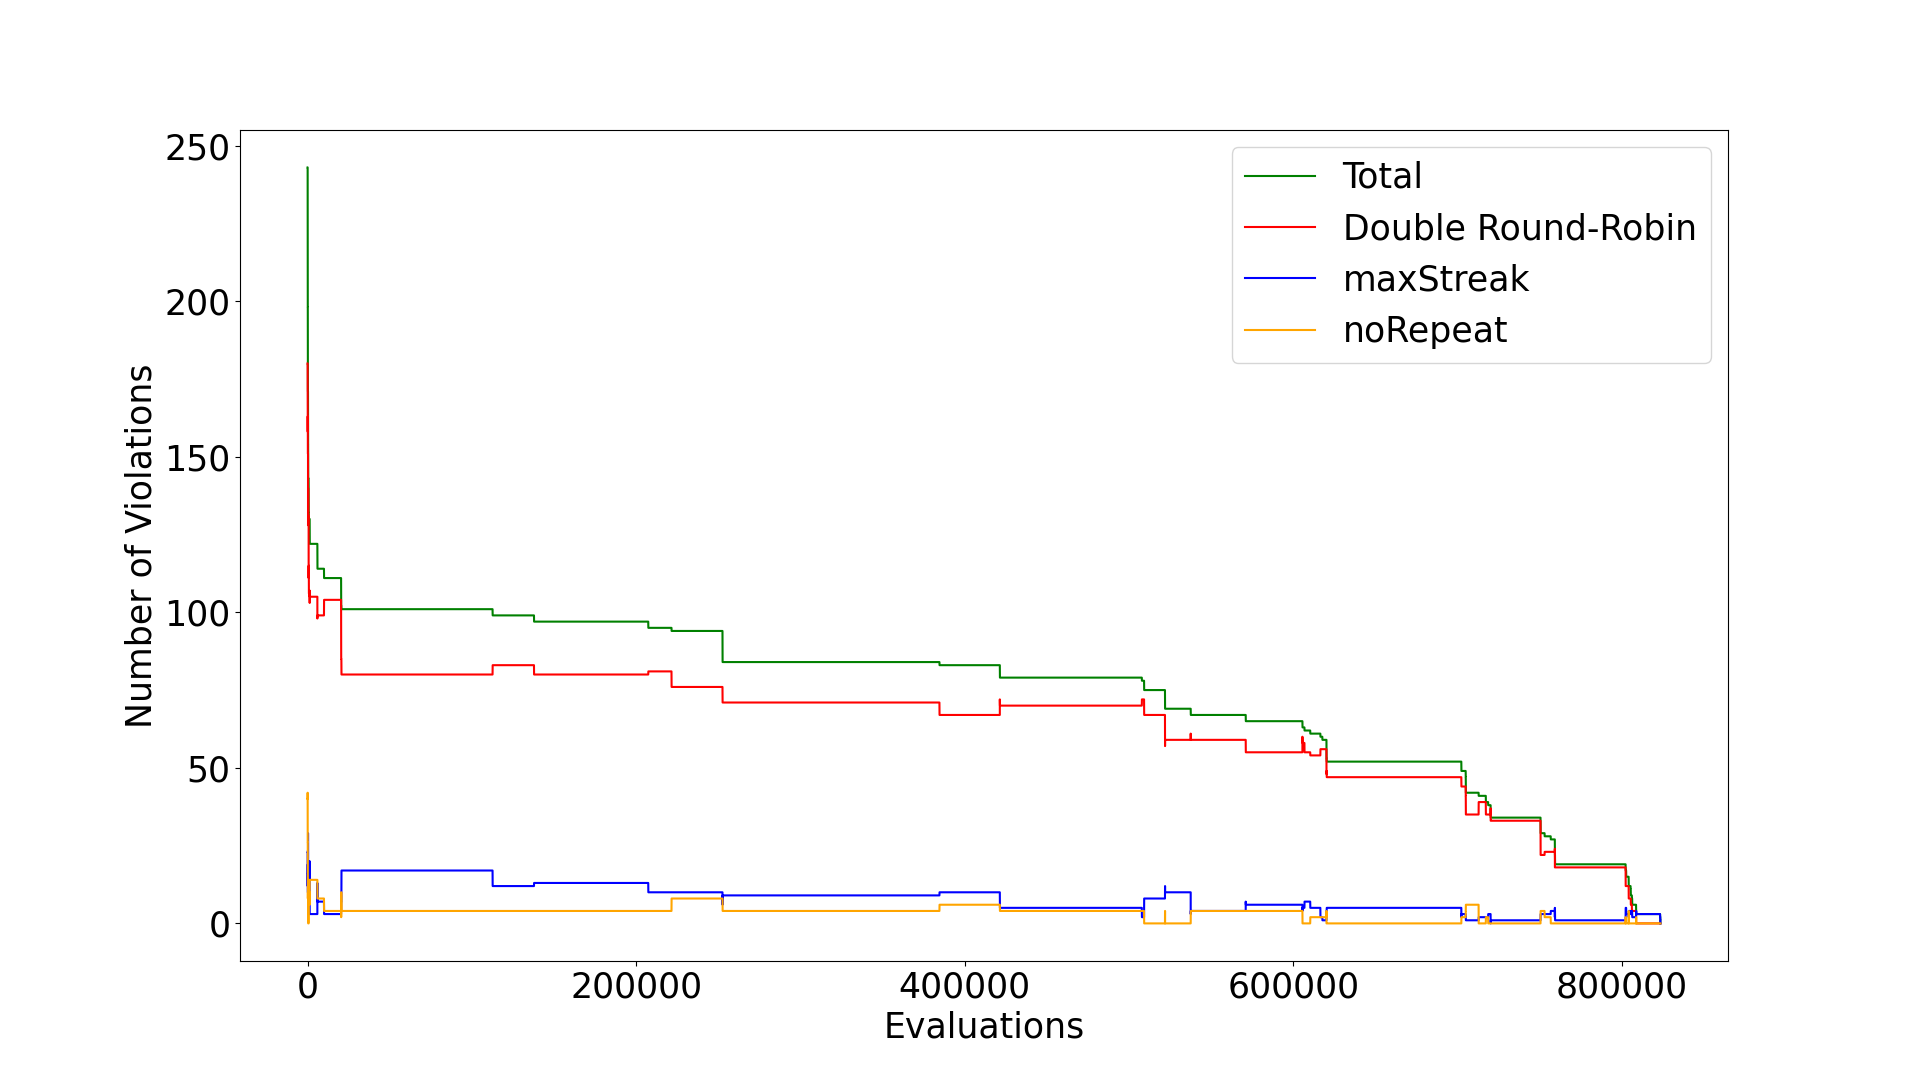 250
200
150
100
50
0
Number of Violations
Total
Double Round-Robin
maxStreak
noRepeat
0 200000 400000 600000 800000
Evaluations